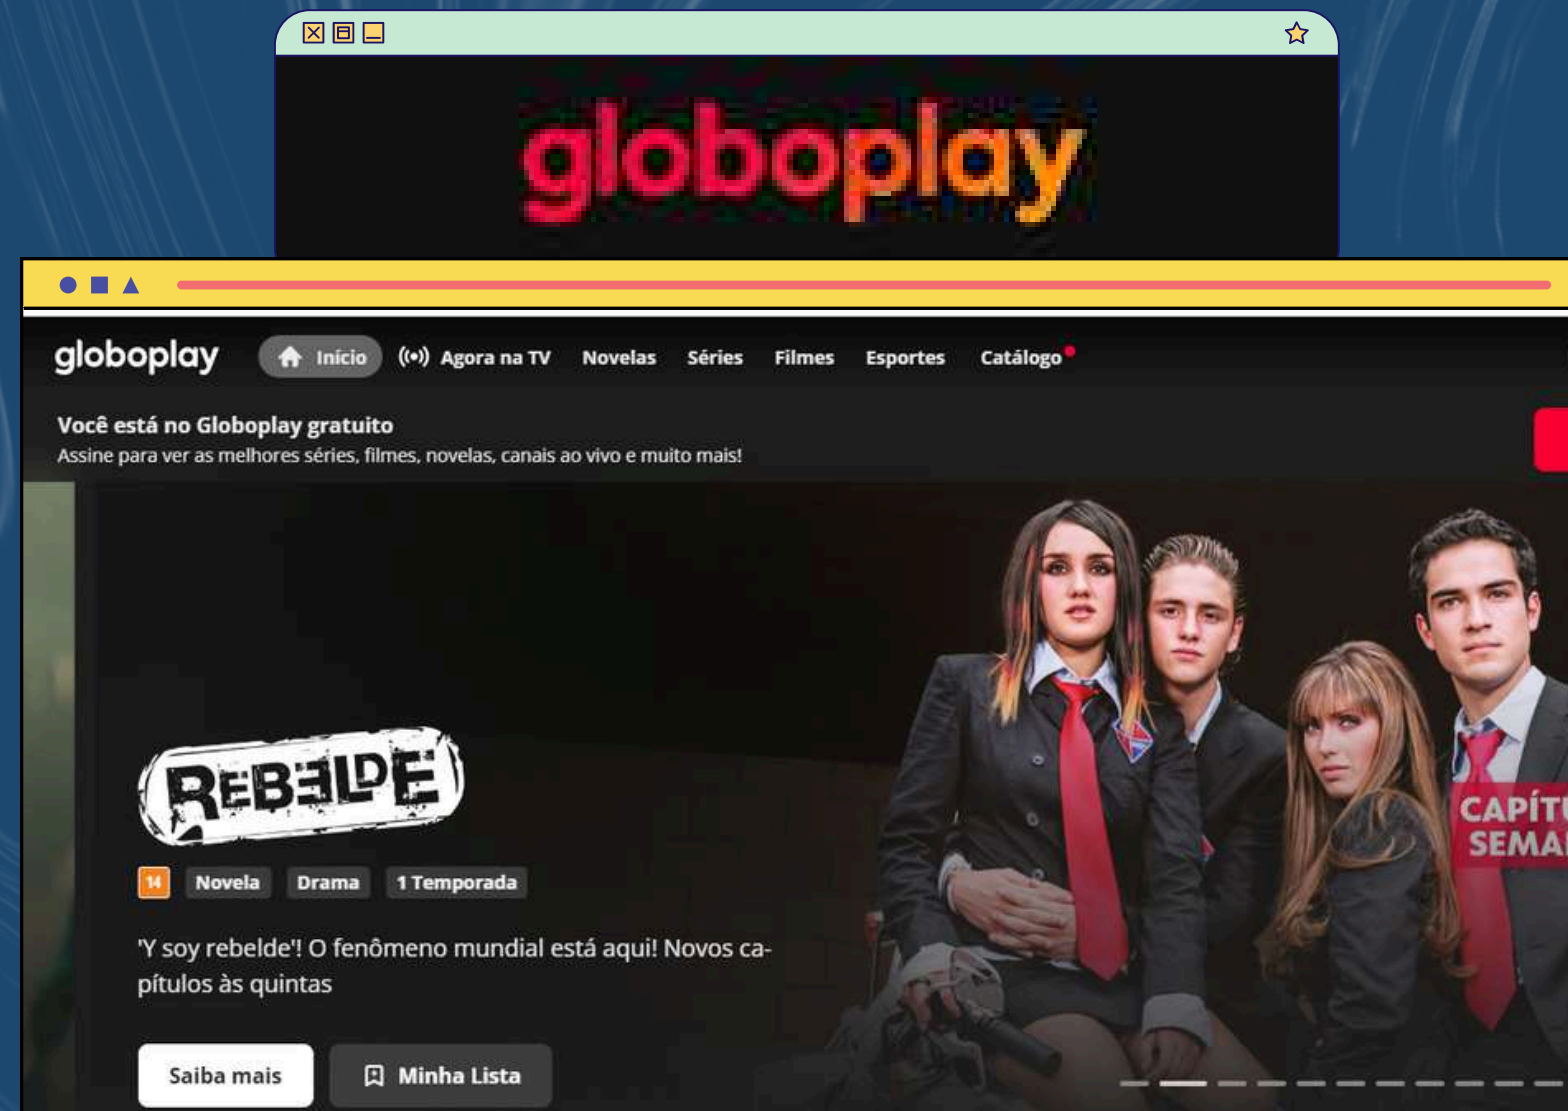 globoplay
globoplay Início Agora na TV Novelas Séries Filmes Esportes Catálogo
Você está no Globoplay gratuito
Assine para ver as melhores séries, filmes, novelas, canais ao vivo e muito mais!
REBELDE
CAPÍT
SEMA
14 Novela Drama 1 Temporada
'Y soy rebelde'! O fenômeno mundial está aqui! Novos ca-
pítulos às quintas
Saiba mais Minha Lista